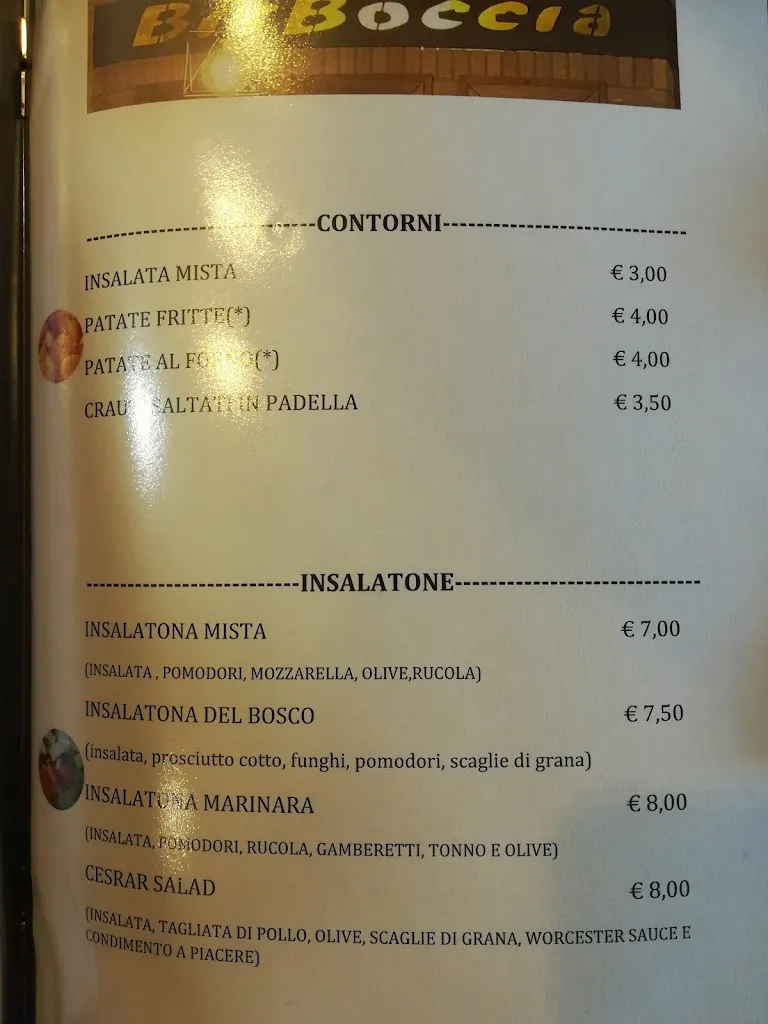 BarBoccia
-------------------------CONTORNI---------------------------
INSALATA MISTA € 3,00
PATATE FRITTE(*) € 4,00
PATATE AL FORNO(*) € 4,00
CRAUTI SALTATI IN PADELLA € 3,50
------------------------INSALATONE---------------------------
INSALATONA MISTA € 7,00
(INSALATA , POMODORI, MOZZARELLA, OLIVE,RUCOLA)
INSALATONA DEL BOSCO € 7,50
(insalata, prosciutto cotto, funghi, pomodori, scaglie di grana)
INSALATONA MARINARA € 8,00
(INSALATA, POMODORI, RUCOLA, GAMBERETTI, TONNO E OLIVE)
CESRAR SALAD € 8,00
(INSALATA, TAGLIATA DI POLLO, OLIVE, SCAGLIE DI GRANA, WORCESTER SAUCE E
CONDIMENTO A PIACERE)